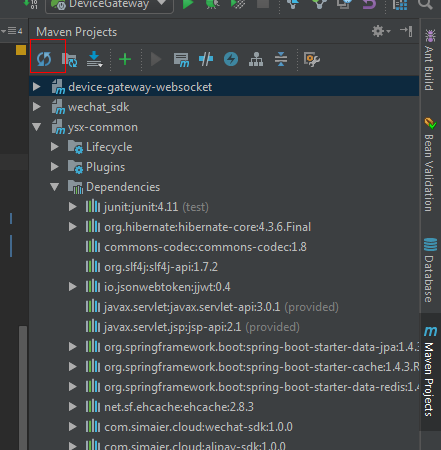 DeviceGateway
Maven Projects
device-gateway-websocket
wechat_sdk
ysx-common
Lifecycle
Plugins
Dependencies
junit:junit:4.11 (test)
org.hibernate:hibernate-core:4.3.6.Final
commons-codec:commons-codec:1.8
org.slf4j:slf4j-api:1.7.2
io.jsonwebtoken:jjwt:0.4
javax.servlet:javax.servlet-api:3.0.1 (provided)
javax.servlet.jsp:jsp-api:2.1 (provided)
org.springframework.boot:spring-boot-starter-data-jpa:1.4.3
org.springframework.boot:spring-boot-starter-cache:1.4.3.R
org.springframework.boot:spring-boot-starter-data-redis:1.4
net.sf.ehcache:ehcache:2.8.3
com.simaier.cloud:wechat-sdk:1.0.0
com.simaier.cloud:alipay-sdk:1.0.0
Ant Build
Bean Validation
Database
Maven Projects